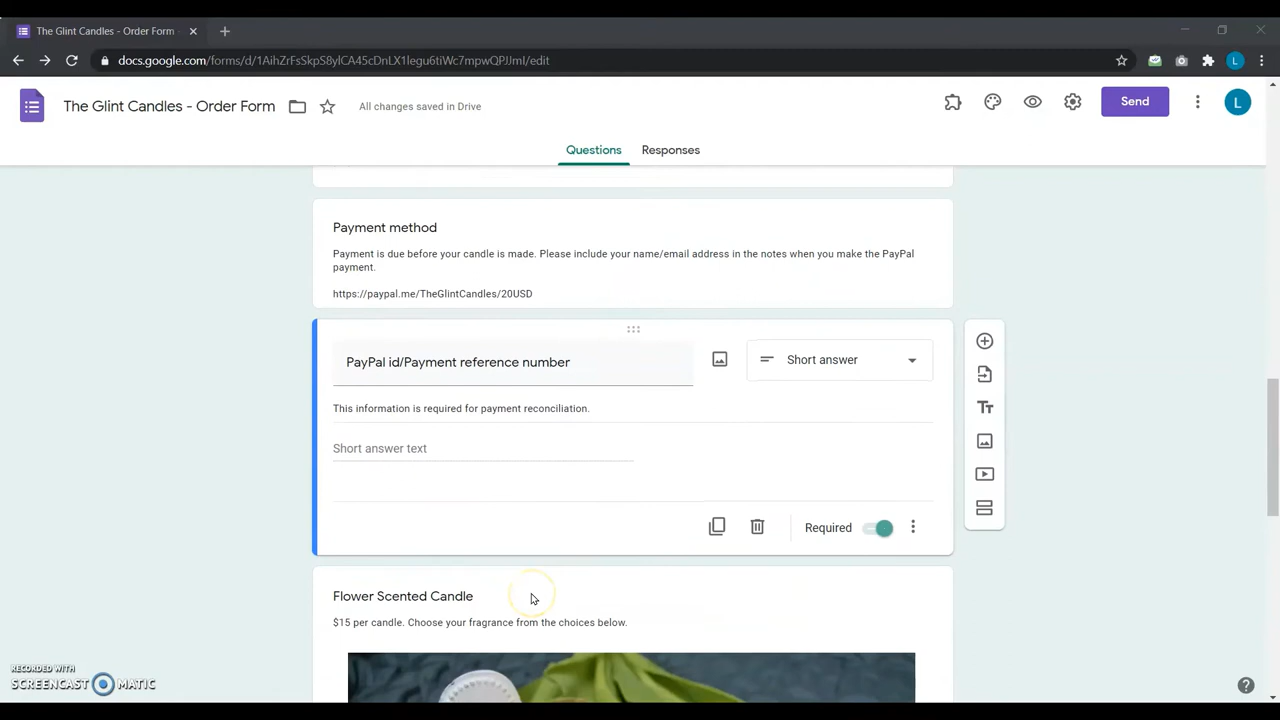 The Glint Candles - Order Form
docs.google.com/forms/d/1AihZrFsSkpS8ylCA45cDnLX1legu6tiWc7mpwQPJJmI/edit
L
The Glint Candles - Order Form
All changes saved in Drive
Send
L
Questions
Responses
Payment method
Payment is due before your candle is made. Please include your name/email address in the notes when you make the PayPal
payment.
https://paypal.me/TheGlintCandles/20USD
PayPal id/Payment reference number
Short answer
This information is required for payment reconciliation.
Short answer text
Required
Flower Scented Candle
$15 per candle. Choose your fragrance from the choices below.
RECORDED WITH
SCREENCAST MATIC